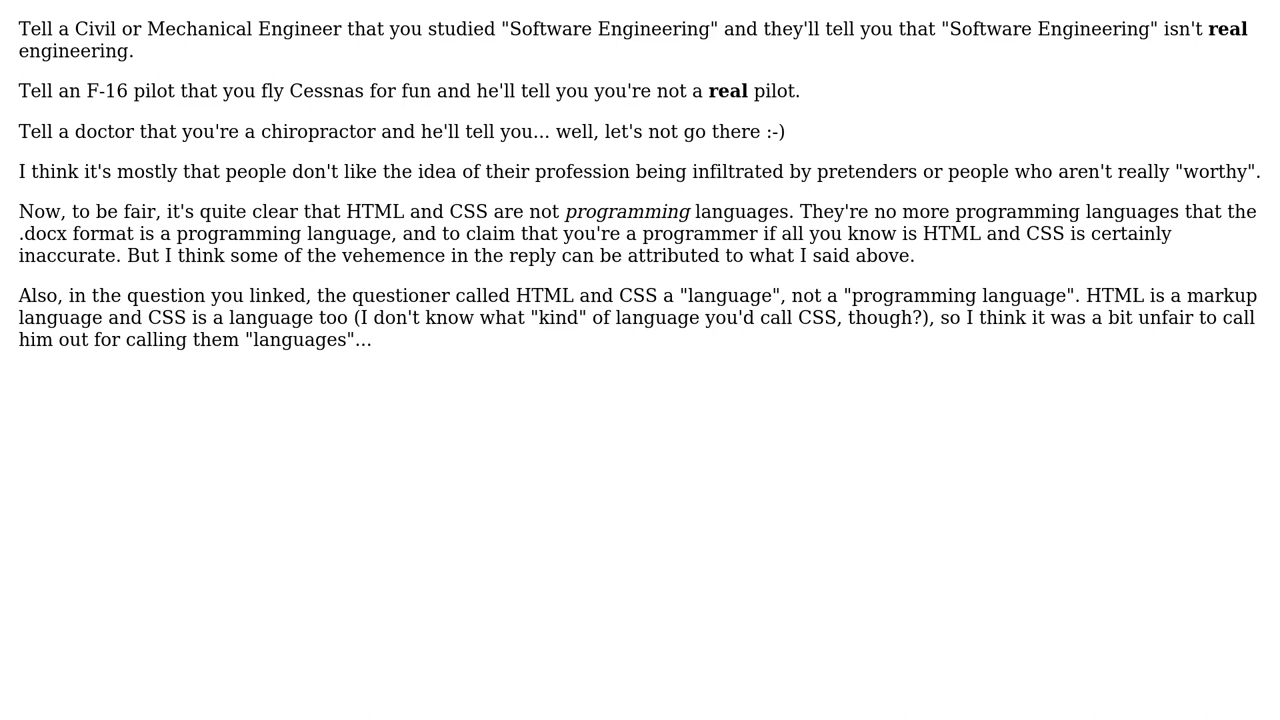 Tell a Civil or Mechanical Engineer that you studied "Software Engineering" and they'll tell you that "Software Engineering" isn't real
engineering.
Tell an F-16 pilot that you fly Cessnas for fun and he'll tell you you're not a real pilot.
Tell a doctor that you're a chiropractor and he'll tell you... well, let's not go there :-)
I think it's mostly that people don't like the idea of their profession being infiltrated by pretenders or people who aren't really "worthy".
Now, to be fair, it's quite clear that HTML and CSS are not programming languages. They're no more programming languages that the
.docx format is a programming language, and to claim that you're a programmer if all you know is HTML and CSS is certainly
inaccurate. But I think some of the vehemence in the reply can be attributed to what I said above.
Also, in the question you linked, the questioner called HTML and CSS a "language", not a "programming language". HTML is a markup
language and CSS is a language too (I don't know what "kind" of language you'd call CSS, though?), so I think it was a bit unfair to call
him out for calling them "languages"...